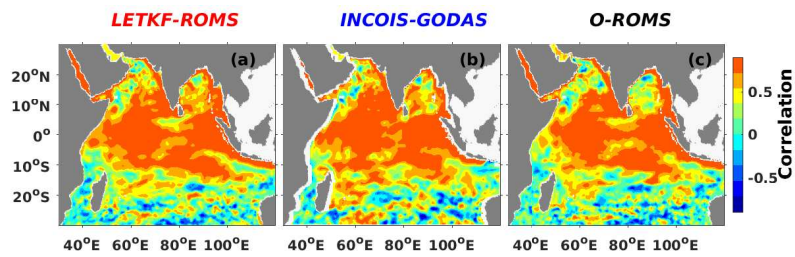 LETKF-ROMS INCOIS-GODAS O-ROMS
(a) (b) (c)
20°N
10°N
0°
10°S
20°S
40°E 60°E 80°E 100°E 40°E 60°E 80°E 100°E 40°E 60°E 80°E 100°E
0.5
0
-0.5
Correlation